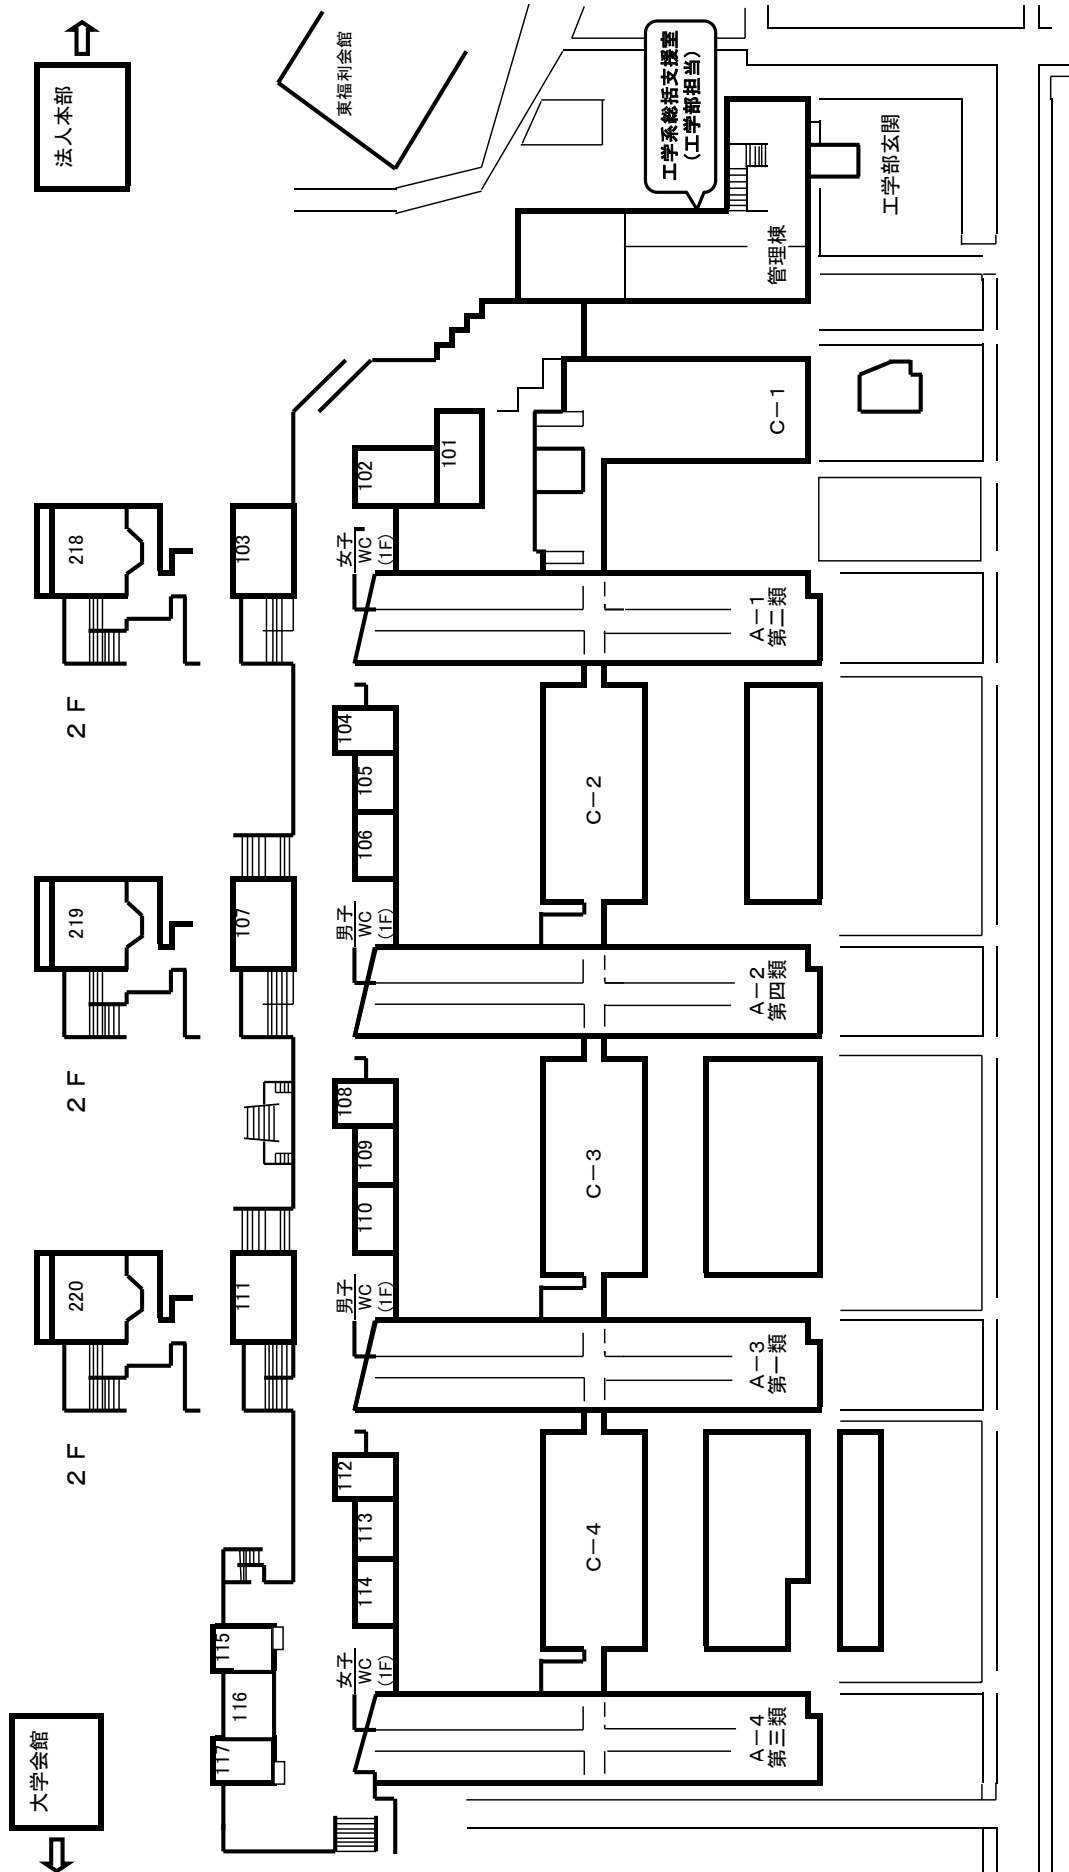 大学会館
法人本部
東福利会館
2F
220
2F
219
2F
218
117
116
115
111
107
103
女子
WC
(1F)
114
113
112
男子
WC
(1F)
110
109
108
男子
WC
(1F)
106
105
104
女子
WC
(1F)
102
101
C-4
C-3
C-2
C-1
工学系総括支援室
(工学部担当)
管理棟
工学部玄関
A-4
第三類
A-3
第一類
A-2
第四類
A-1
第二類